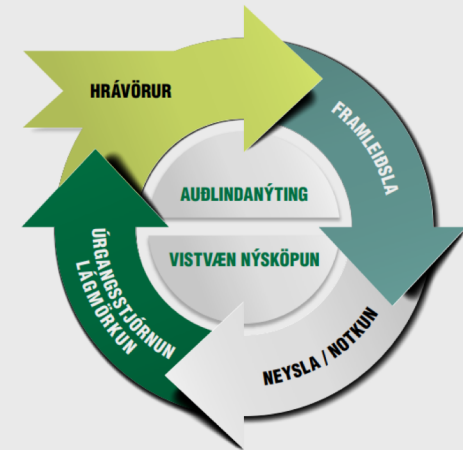 HRÁVÖRUR
FRAMLEIÐSLA
AUÐLINDANÝTING
VISTVÆN NÝSKÖPUN
NEYSLA / NOTKUN
ÚRGANGSSTJÓRNUN
LÁGMÖRKUN